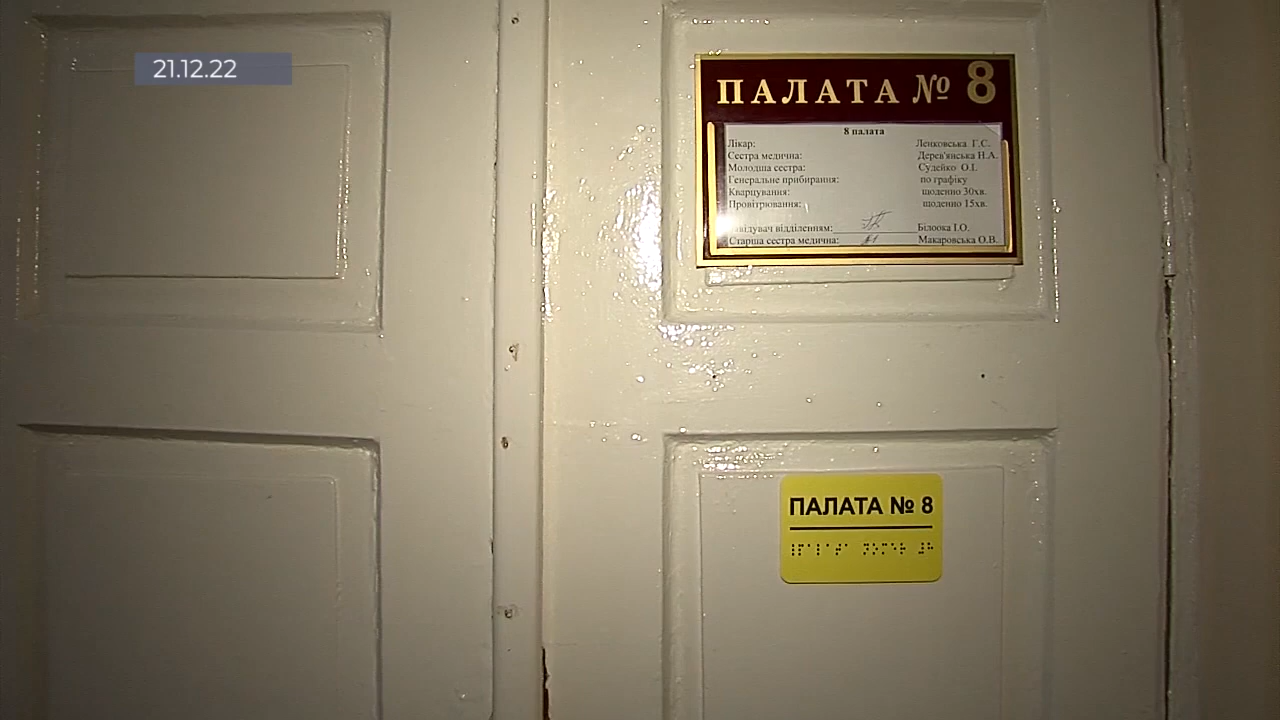 21.12.22
ПАЛАТА № 8
8 палата
Лікар: Ленковська Г.С.
Сестра медична: Дерев'янська Н.А.
Молодша сестра: Судейко О.І.
Генеральне прибирання: по графіку
Кварцування: щоденно 30хв.
Провітрювання: щоденно 15хв.
відділенням: Білоока І.О.
Старша сестра медична: Макаровська О.В.
ПАЛАТА № 8